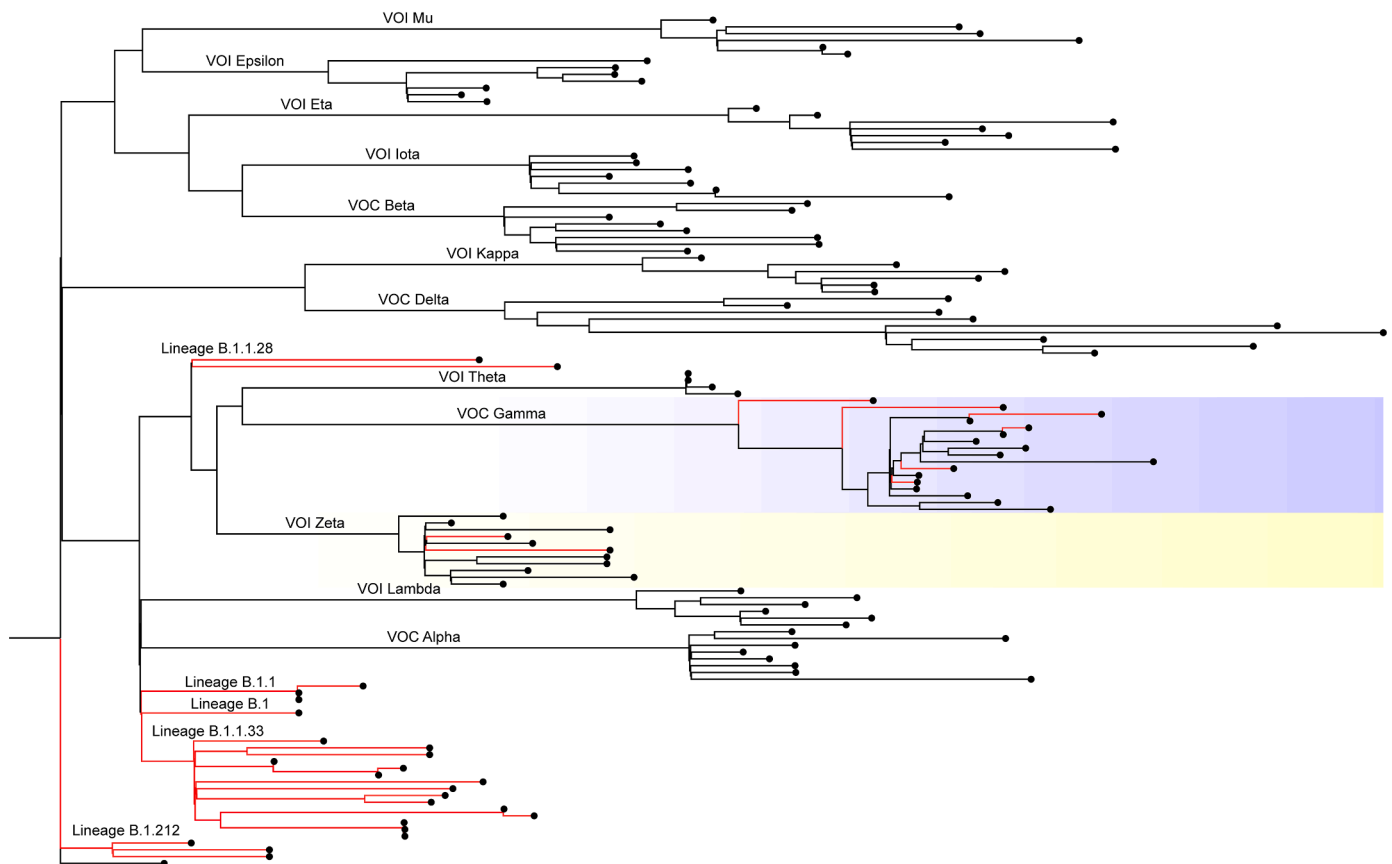 VOI Mu
VOI Epsilon
VOI Eta
VOI Iota
VOC Beta
VOI Kappa
VOC Delta
Lineage B.1.1.28
VOI Theta
VOC Gamma
VOI Zeta
VOI Lambda
VOC Alpha
Lineage B.1.1
Lineage B.1
Lineage B.1.1.33
Lineage B.1.212